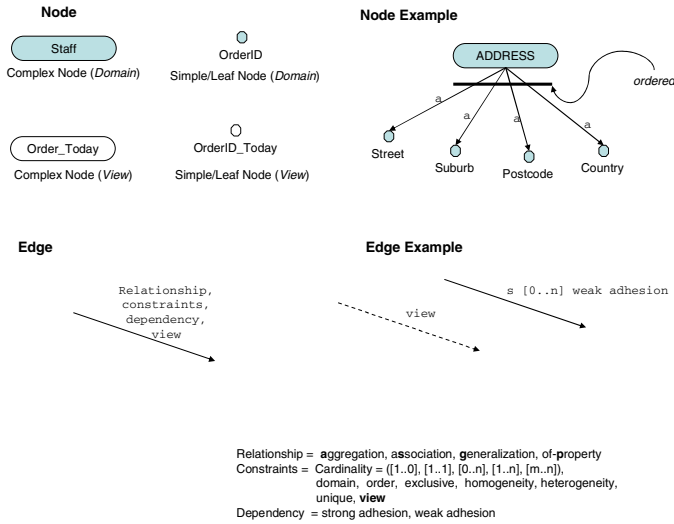 Node
Staff
Complex Node (Domain)
OrderID
Simple/Leaf Node (Domain)
Order_Today
Complex Node (View)
OrderID_Today
Simple/Leaf Node (View)
Node Example
ADDRESS
ordered
a
a
a
a
Street
Suburb
Postcode
Country
Edge
Relationship,
constraints,
dependency,
view
Edge Example
s [0..n] weak adhesion
view
Relationship = aggregation, association, generalization, of-property
Constraints = Cardinality = ([1..0], [1..1], [0..n], [1..n], [m..n]),
domain, order, exclusive, homogeneity, heterogeneity,
unique, view
Dependency = strong adhesion, weak adhesion